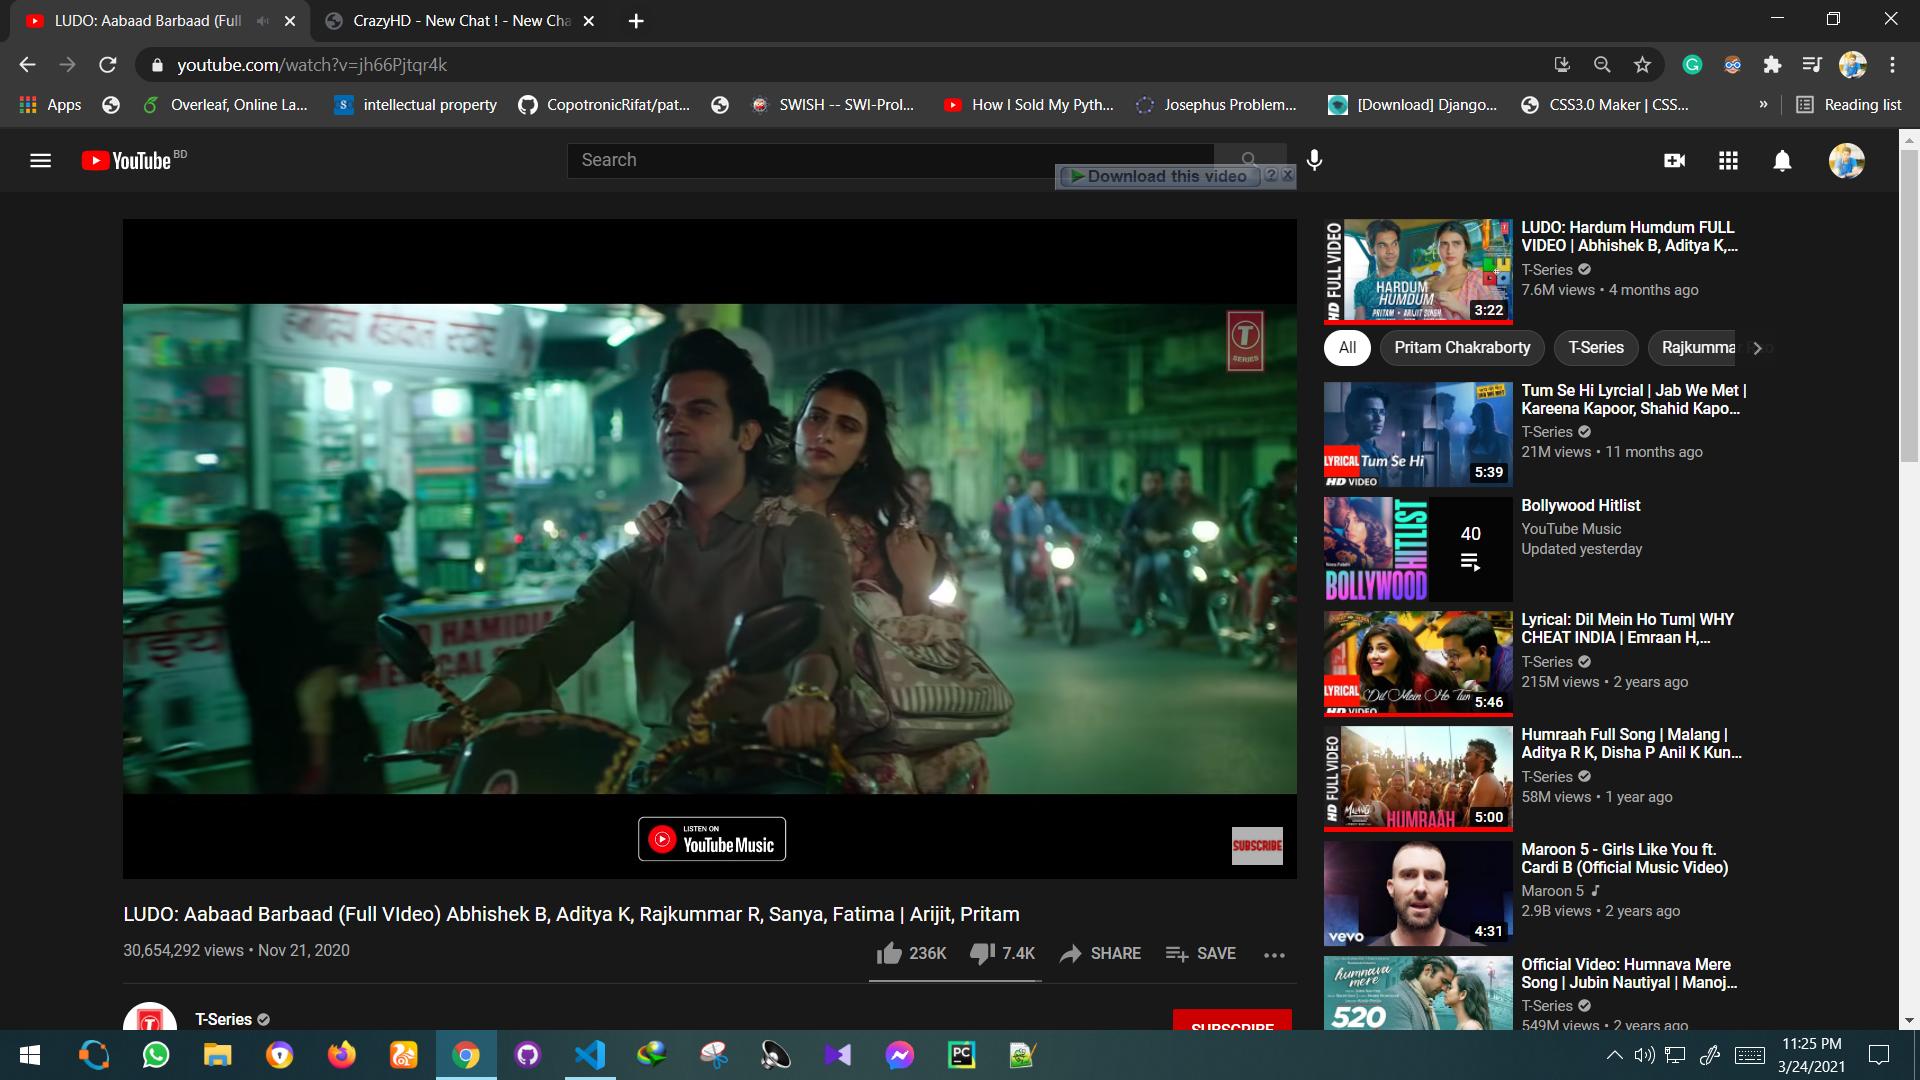 LUDO: Aabaad Barbaad (Full
CrazyHD - New Chat ! - New Cha
youtube.com/watch?v=jh66Pjtqr4k
Apps
Overleaf, Online La...
intellectual property
CopotronicRifat/pat...
SWISH -- SWI-Prol...
How I Sold My Pyth...
Josephus Problem...
[Download] Django...
CSS3.0 Maker | CSS...
»
Reading list
YouTube BD
Search
Download this video
T
SERIES
LISTEN ON
YouTube Music
SUBSCRIBE
LUDO: Aabaad Barbaad (Full VIdeo) Abhishek B, Aditya K, Rajkummar R, Sanya, Fatima | Arijit, Pritam
30,654,292 views • Nov 21, 2020
236K
7.4K
SHARE
SAVE
T-Series
SUBSCRIBE
HD FULL VIDEO
HARDUM
HUMDUM
PRITAM • ARIJIT SINGH
3:22
LUDO: Hardum Humdum FULL
VIDEO | Abhishek B, Aditya K,...
T-Series
7.6M views • 4 months ago
All
Pritam Chakraborty
T-Series
Rajkumma
LYRICAL
Tum Se Hi
HD VIDEO
5:39
Tum Se Hi Lyrcial | Jab We Met |
Kareena Kapoor, Shahid Kapo...
T-Series
21M views • 11 months ago
BOLLYWOOD
HITLIST
40
Bollywood Hitlist
YouTube Music
Updated yesterday
LYRICAL
Dil Mein Ho Tum
HD VIDEO
5:46
Lyrical: Dil Mein Ho Tum| WHY
CHEAT INDIA | Emraan H,...
T-Series
215M views • 2 years ago
HD FULL VIDEO
MALANG
HUMRAAH
5:00
Humraah Full Song | Malang |
Aditya R K, Disha P Anil K Kun...
T-Series
58M views • 1 year ago
vevo
4:31
Maroon 5 - Girls Like You ft.
Cardi B (Official Music Video)
Maroon 5
2.9B views • 2 years ago
humnava
mere
520
Official Video: Humnava Mere
Song | Jubin Nautiyal | Manoj...
T-Series
549M views • 2 years ago
11:25 PM
3/24/2021